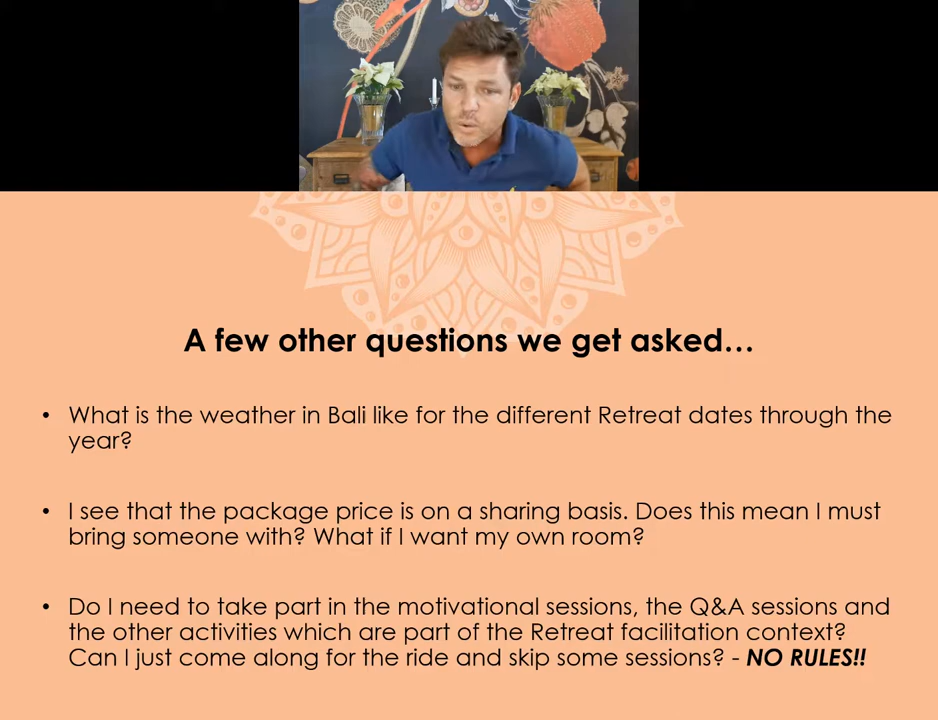 A few other questions we get asked…
• What is the weather in Bali like for the different Retreat dates through the
year?
• I see that the package price is on a sharing basis. Does this mean I must
bring someone with? What if I want my own room?
• Do I need to take part in the motivational sessions, the Q&A sessions and
the other activities which are part of the Retreat facilitation context?
Can I just come along for the ride and skip some sessions? - NO RULES!!